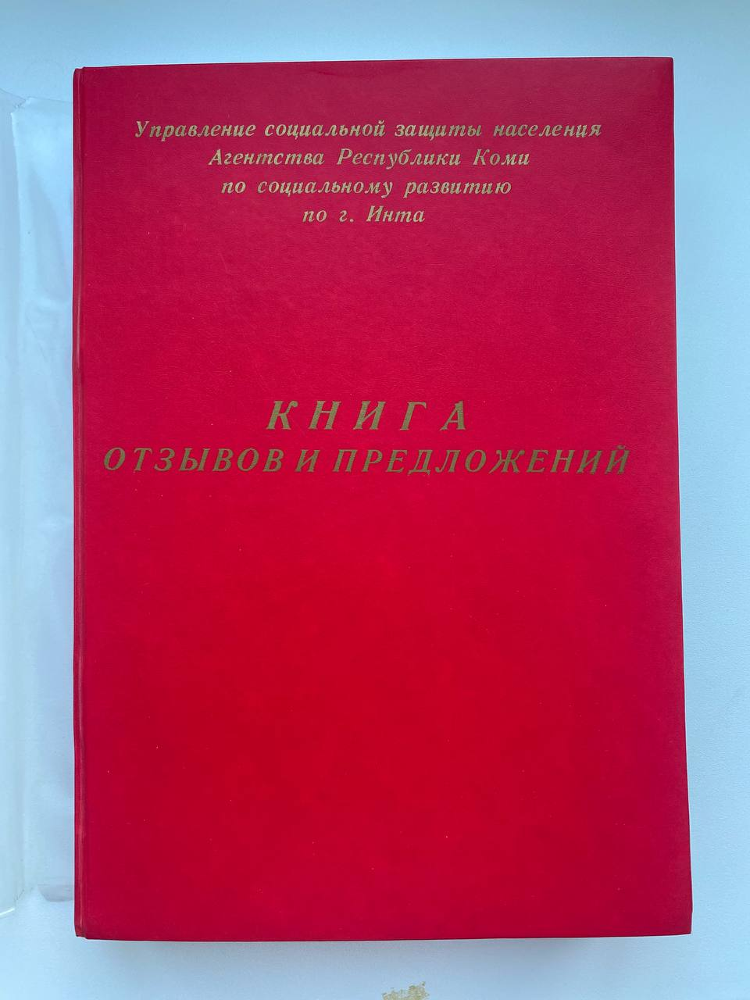 Управление социальной защиты населения
Агентства Республики Коми
по социальному развитию
по г. Инта
КНИГА
ОТЗЫВОВ И ПРЕДЛОЖЕНИЙ